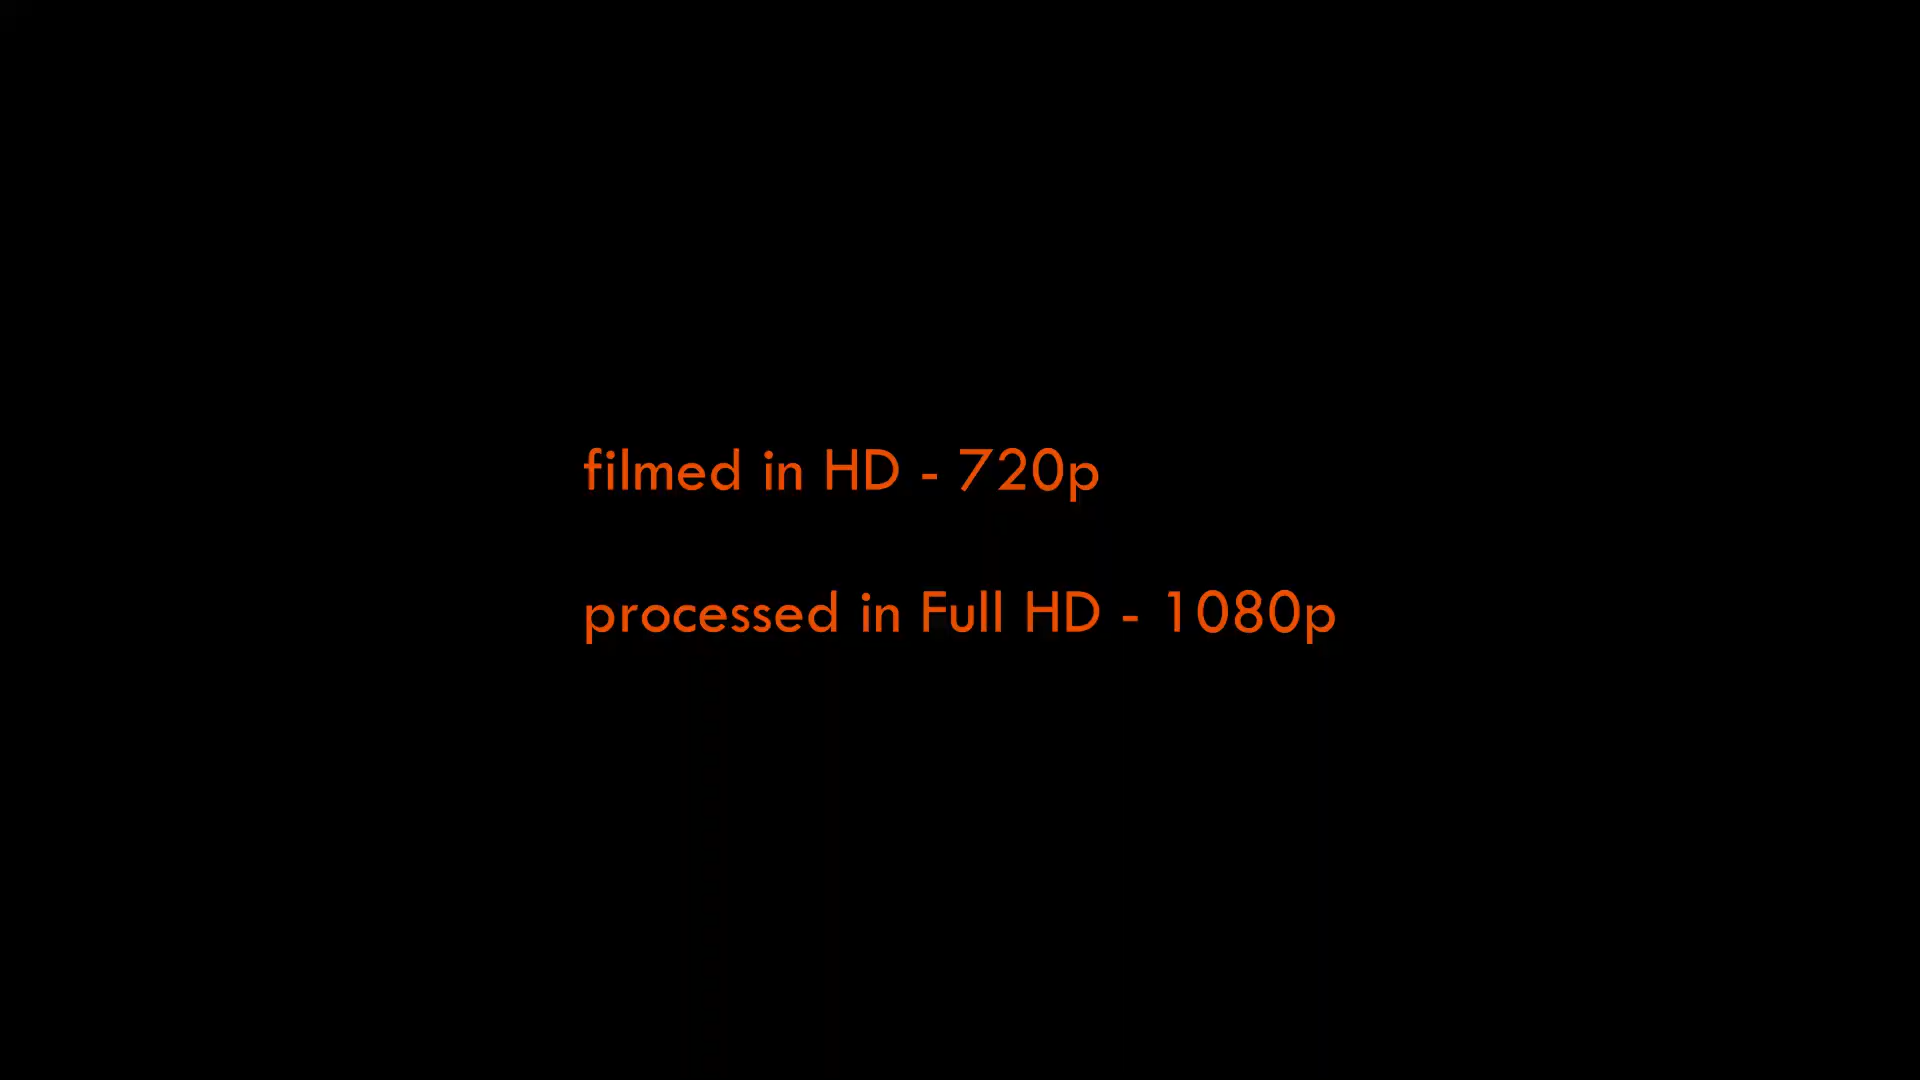 filmed in HD - 720p
processed in Full HD - 1080p